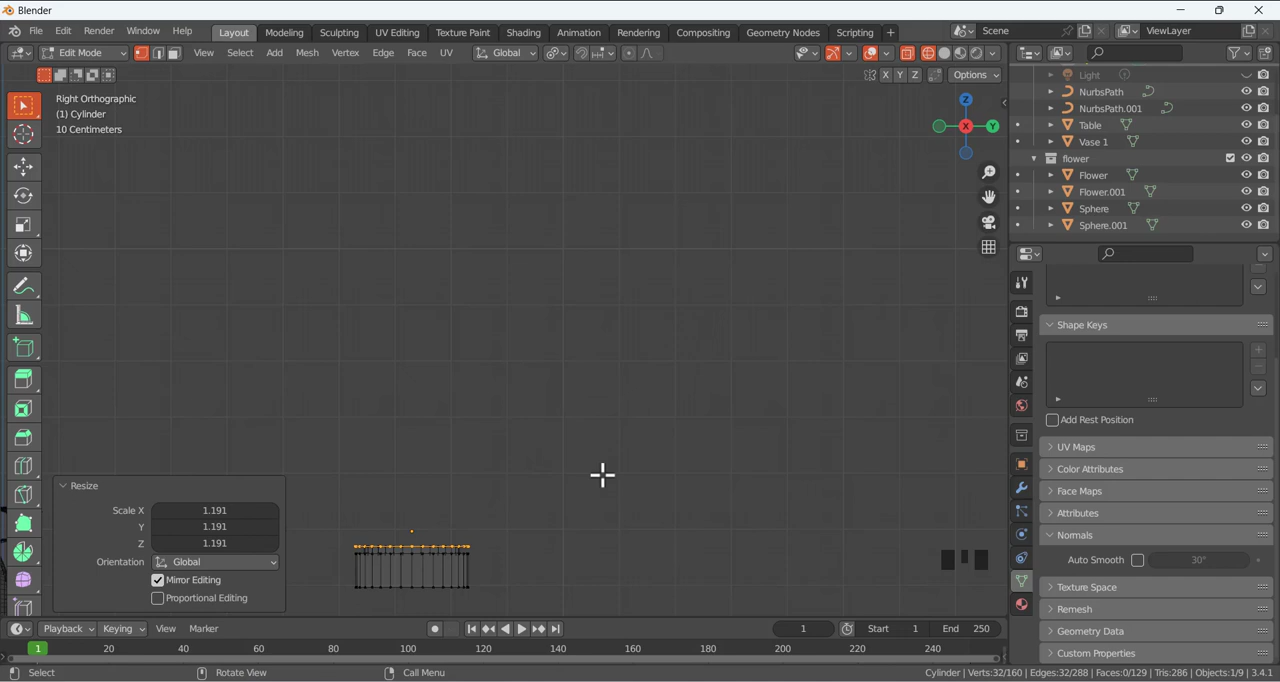 Blender
File Edit Render Window Help Layout Modeling Sculpting UV Editing Texture Paint Shading Animation Rendering Compositing Geometry Nodes Scripting + Scene ViewLayer
Edit Mode View Select Add Mesh Vertex Edge Face UV Global
X Y Z Options
Right Orthographic
(1) Cylinder
10 Centimeters
Z
Y
X
Light
NurbsPath
NurbsPath.001
Table
Vase 1
flower
Flower
Flower.001
Sphere
Sphere.001
Shape Keys
Add Rest Position
UV Maps
Color Attributes
Face Maps
Attributes
Normals
Auto Smooth 30°
Texture Space
Remesh
Geometry Data
Custom Properties
Resize
Scale X 1.191
Y 1.191
Z 1.191
Orientation Global
Mirror Editing
Proportional Editing
Playback Keying View Marker 1 Start 1 End 250
1 20 40 60 80 100 120 140 160 180 200 220 240
Select Rotate View Call Menu Cylinder | Verts:32/160 | Edges:32/288 | Faces:0/129 | Tris:286 | Objects:1/9 | 3.4.1